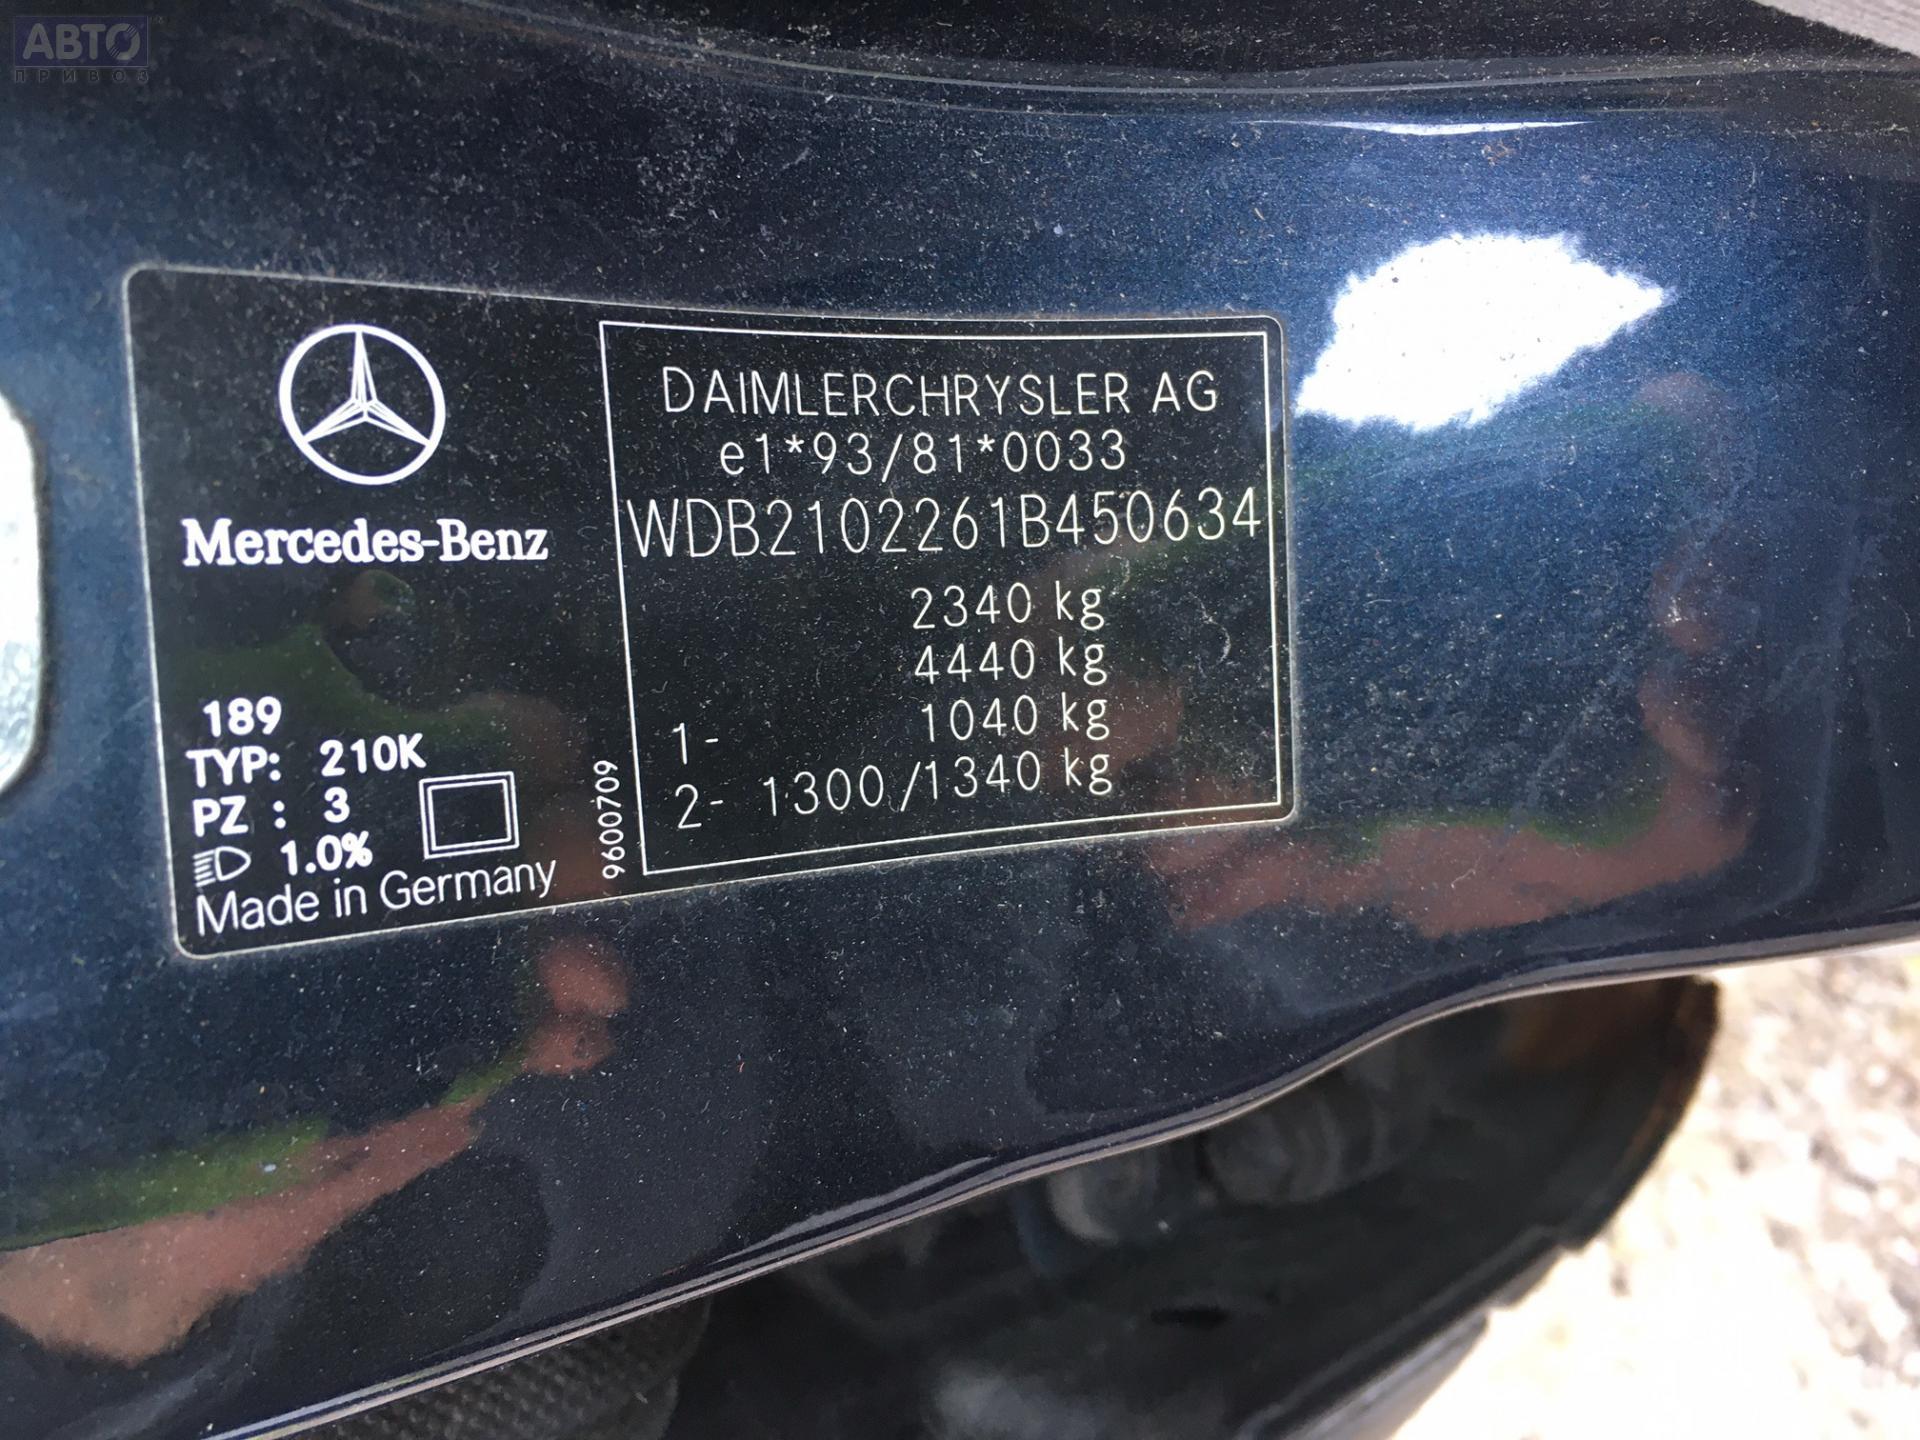 АВТО
ПРИВОЗ
Mercedes-Benz
189
TYP: 210K
PZ : 3
1.0%
Made in Germany
9600709
DAIMLERCHRYSLER AG
e1*93/81*0033
WDB2102261B450634
2340 kg
4440 kg
1- 1040 kg
2- 1300/1340 kg